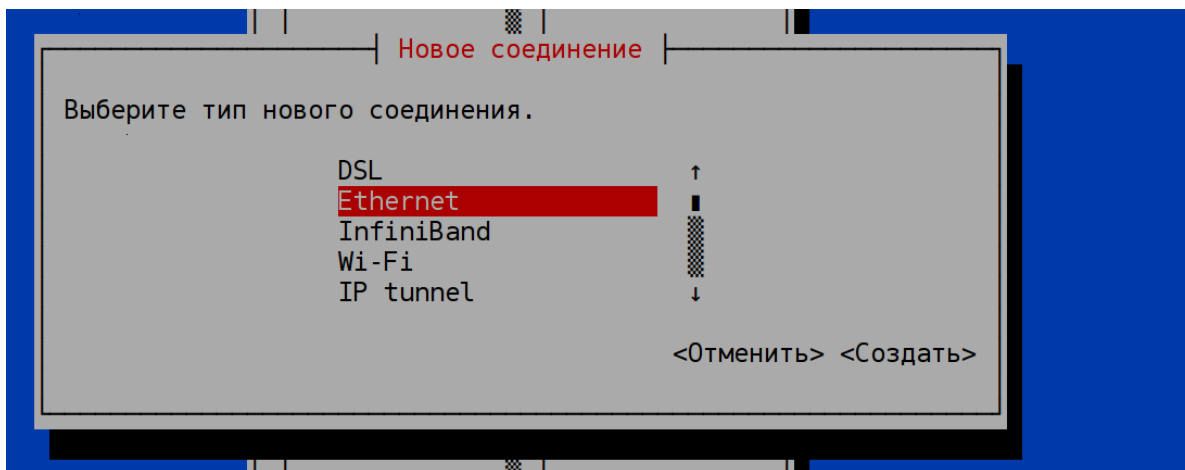 Новое соединение
Выберите тип нового соединения.
DSL
Ethernet
InfiniBand
Wi-Fi
IP tunnel
<Отменить> <Создать>